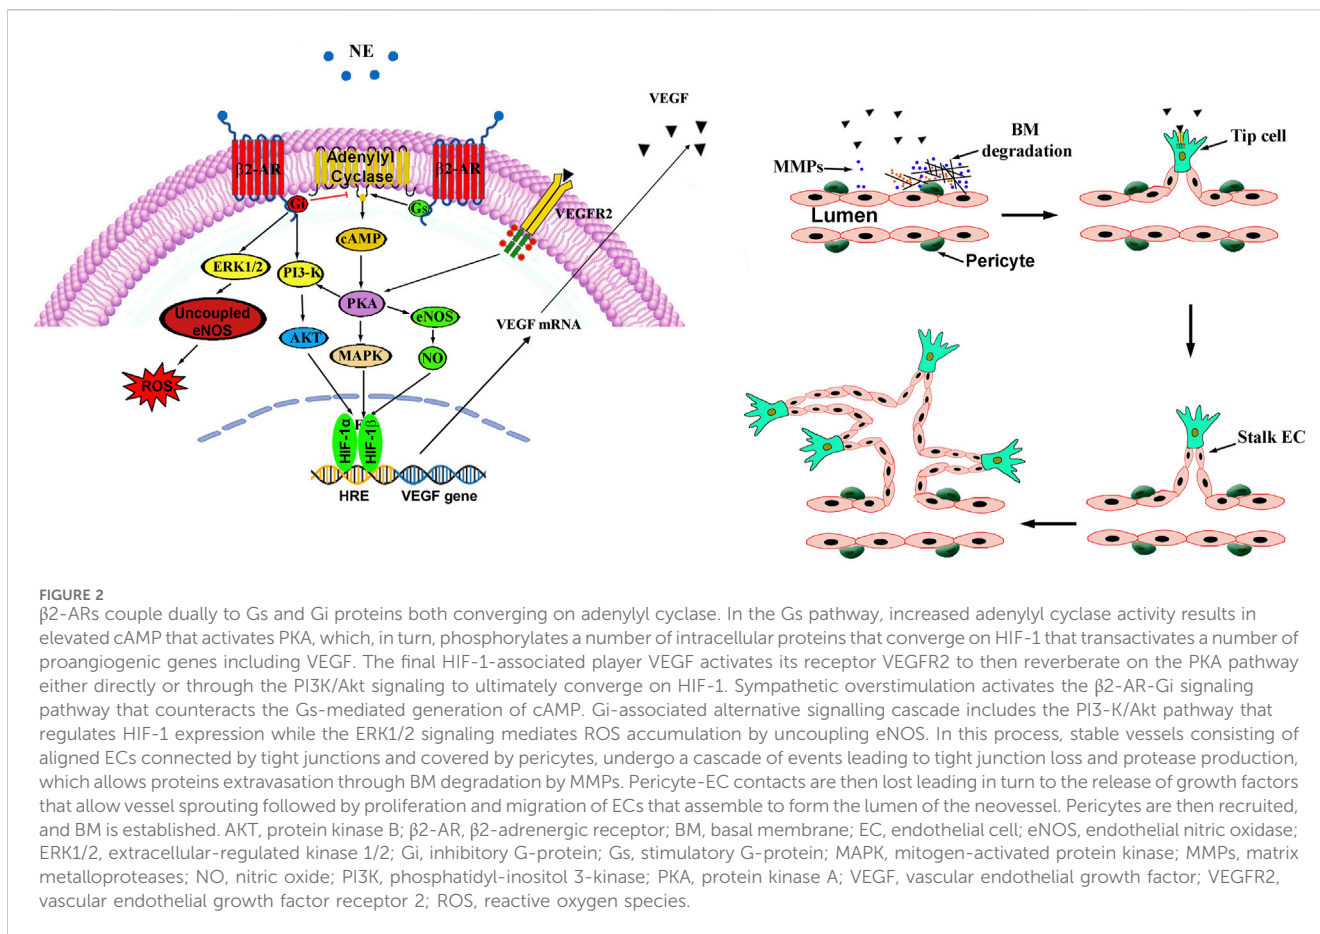 NE
VEGF
β2-AR
Adenylyl
Cyclase
β2-AR
Gi
Gs
VEGFR2
cAMP
ERK1/2
PI3-K
PKA
Uncoupled
eNOS
eNOS
VEGF mRNA
AKT
MAPK
NO
ROS
HIF-1α
HIF-1β
HRE
VEGF gene
MMPs
BM
degradation
Tip cell
Lumen
Pericyte
Stalk EC
FIGURE 2
β2-ARs couple dually to Gs and Gi proteins both converging on adenylyl cyclase. In the Gs pathway, increased adenylyl cyclase activity results in
elevated cAMP that activates PKA, which, in turn, phosphorylates a number of intracellular proteins that converge on HIF-1 that transactivates a number of
proangiogenic genes including VEGF. The final HIF-1-associated player VEGF activates its receptor VEGFR2 to then reverberate on the PKA pathway
either directly or through the PI3K/Akt signaling to ultimately converge on HIF-1. Sympathetic overstimulation activates the β2-AR-Gi signaling
pathway that counteracts the Gs-mediated generation of cAMP. Gi-associated alternative signalling cascade includes the PI3-K/Akt pathway that
regulates HIF-1 expression while the ERK1/2 signaling mediates ROS accumulation by uncoupling eNOS. In this process, stable vessels consisting of
aligned ECs connected by tight junctions and covered by pericytes, undergo a cascade of events leading to tight junction loss and protease production,
which allows proteins extravasation through BM degradation by MMPs. Pericyte-EC contacts are then lost leading in turn to the release of growth factors
that allow vessel sprouting followed by proliferation and migration of ECs that assemble to form the lumen of the neovessel. Pericytes are then recruited,
and BM is established. AKT, protein kinase B; β2-AR, β2-adrenergic receptor; BM, basal membrane; EC, endothelial cell; eNOS, endothelial nitric oxidase;
ERK1/2, extracellular-regulated kinase 1/2; Gi, inhibitory G-protein; Gs, stimulatory G-protein; MAPK, mitogen-activated protein kinase; MMPs, matrix
metalloproteases; NO, nitric oxide; PI3K, phosphatidyl-inositol 3-kinase; PKA, protein kinase A; VEGF, vascular endothelial growth factor; VEGFR2,
vascular endothelial growth factor receptor 2; ROS, reactive oxygen species.